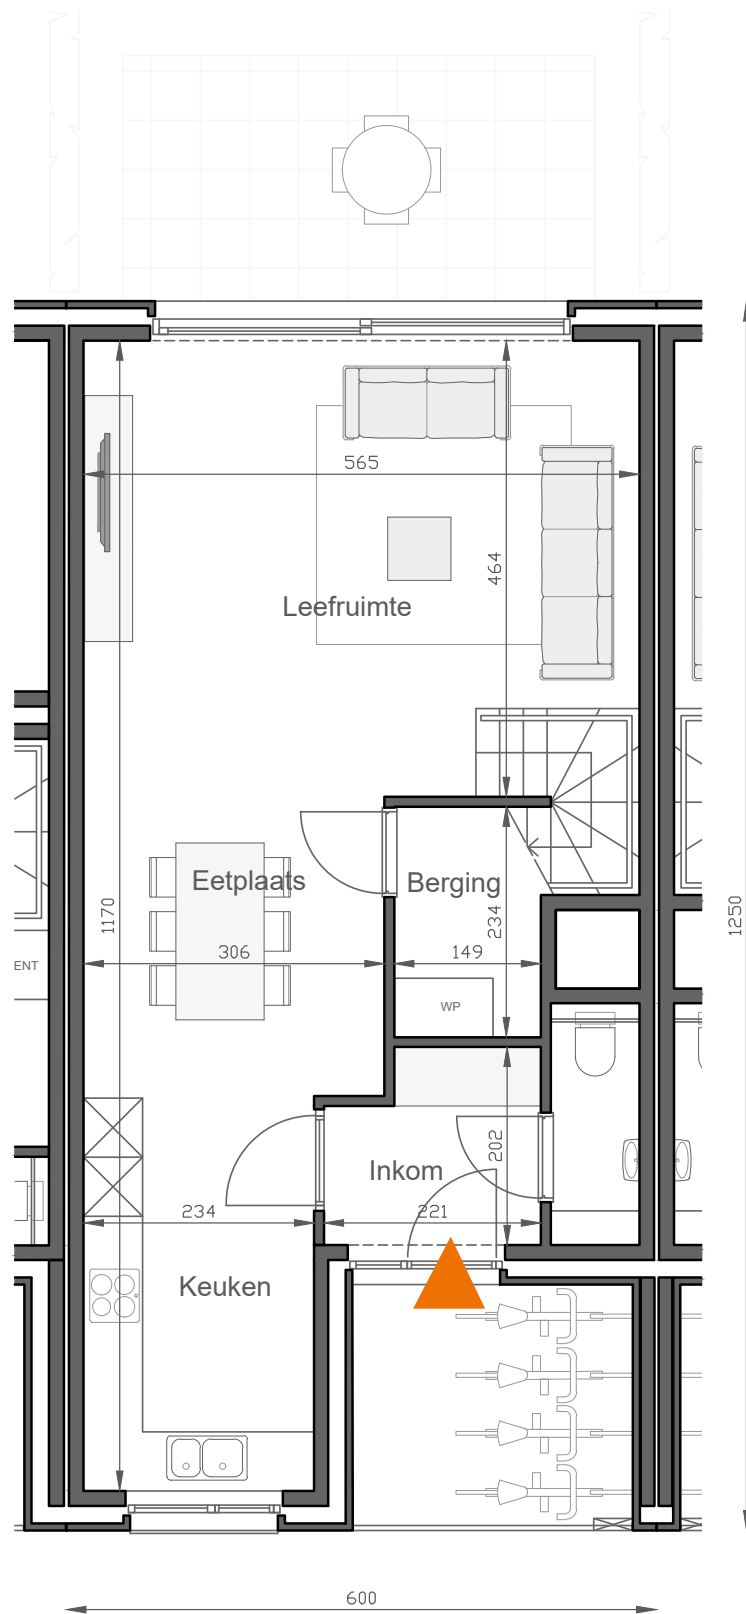 565
464
Leefruimte
Eetplaats
Berging
1170
234
1250
306
149
ENT
WP
202
Inkom
234
221
Keuken
600